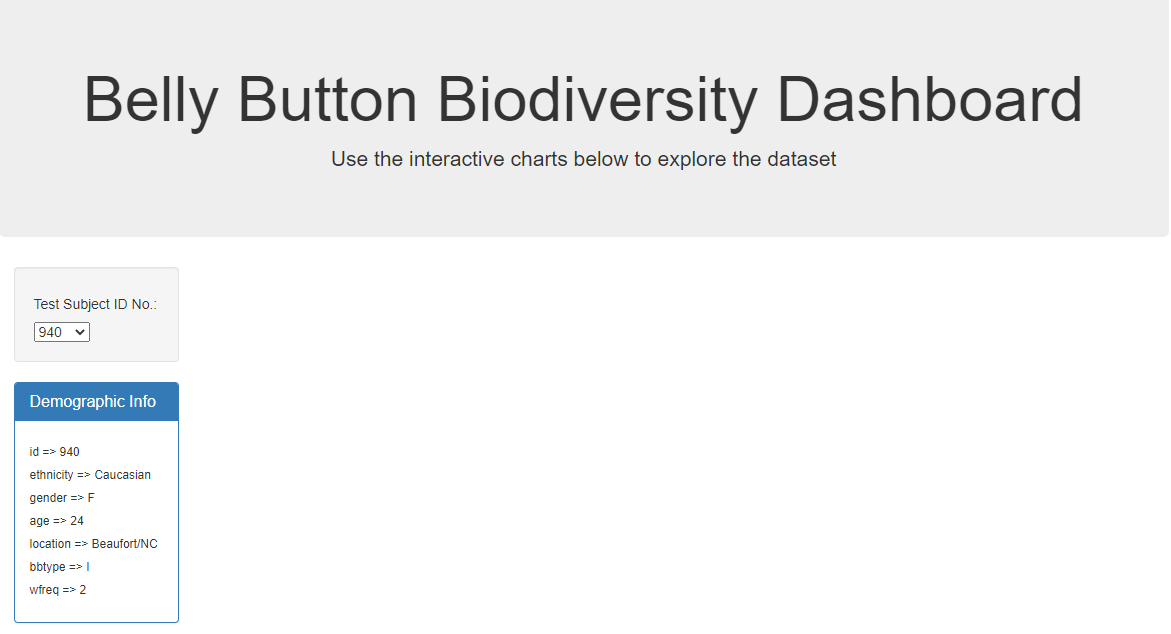 Belly Button Biodiversity Dashboard
Use the interactive charts below to explore the dataset
Test Subject ID No.:
940
Demographic Info
id => 940
ethnicity => Caucasian
gender => F
age => 24
location => Beaufort/NC
bbtype => I
wfreq => 2